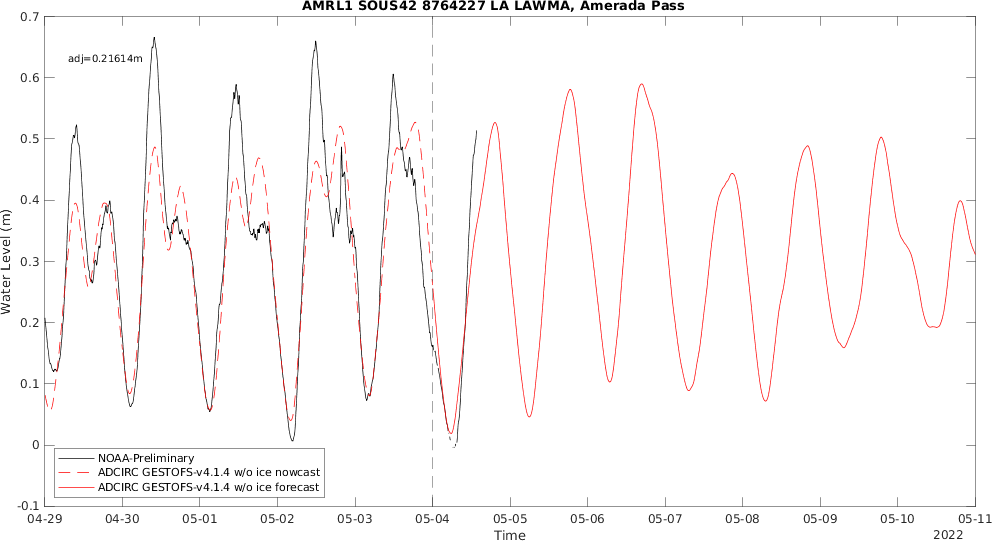 AMRL1 SOUS42 8764227 LA LAWMA, Amerada Pass
adj=0.21614m
0.7
0.6
0.5
0.4
0.3
0.2
0.1
0
-0.1
Water Level (m)
NOAA-Preliminary
ADCIRC GESTOFS-v4.1.4 w/o ice nowcast
ADCIRC GESTOFS-v4.1.4 w/o ice forecast
04-29 04-30 05-01 05-02 05-03 05-04 05-05 05-06 05-07 05-08 05-09 05-10 05-11
Time
2022